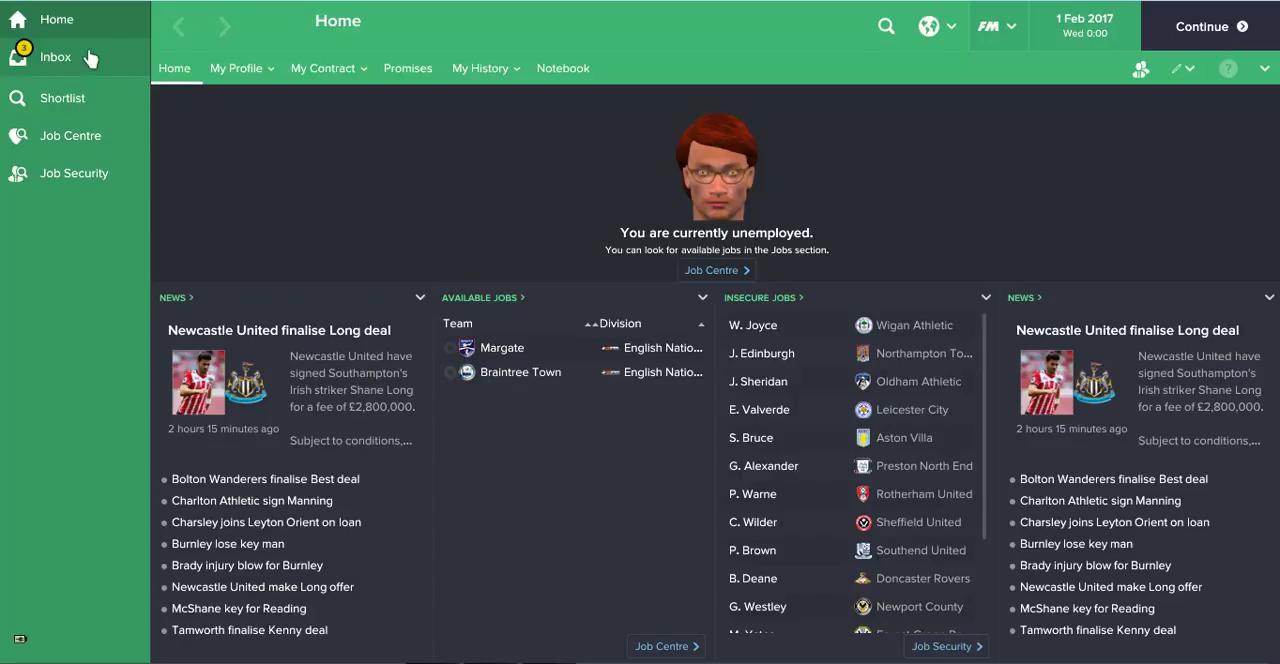 Home
3
Inbox
Shortlist
Job Centre
Job Security
Home
FM
1 Feb 2017
Wed 0:00
Continue
Home
My Profile
My Contract
Promises
My History
Notebook
?
You are currently unemployed.
You can look for available jobs in the Jobs section.
Job Centre >
NEWS >
Newcastle United finalise Long deal
Newcastle United have
signed Southampton's
Irish striker Shane Long
for a fee of £2,800,000.
2 hours 15 minutes ago
Subject to conditions,...
Bolton Wanderers finalise Best deal
Charlton Athletic sign Manning
Charsley joins Leyton Orient on loan
Burnley lose key man
Brady injury blow for Burnley
Newcastle United make Long offer
McShane key for Reading
Tamworth finalise Kenny deal
AVAILABLE JOBS >
Team Division
Margate English Natio...
Braintree Town English Natio...
Job Centre >
INSECURE JOBS >
W. Joyce Wigan Athletic
J. Edinburgh Northampton To...
J. Sheridan Oldham Athletic
E. Valverde Leicester City
S. Bruce Aston Villa
G. Alexander Preston North End
P. Warne Rotherham United
C. Wilder Sheffield United
P. Brown Southend United
B. Deane Doncaster Rovers
G. Westley Newport County
Job Security >
NEWS >
Newcastle United finalise Long deal
Newcastle United have
signed Southampton's
Irish striker Shane Long
for a fee of £2,800,000.
2 hours 15 minutes ago
Subject to conditions,...
Bolton Wanderers finalise Best deal
Charlton Athletic sign Manning
Charsley joins Leyton Orient on loan
Burnley lose key man
Brady injury blow for Burnley
Newcastle United make Long offer
McShane key for Reading
Tamworth finalise Kenny deal